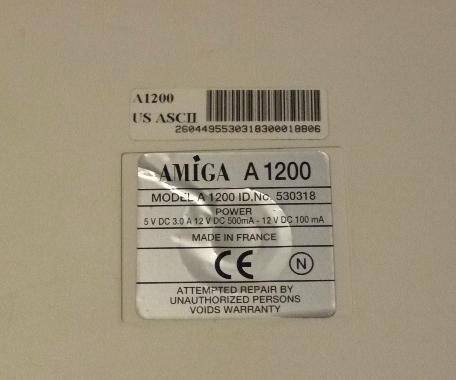 A1200
US ASCII
2604495530318300018806
AMIGA A 1200
MODEL A 1200 ID.No. 530318
POWER
5 V DC 3.0 A 12 V DC 500mA - 12 V DC 100 mA
MADE IN FRANCE
CE N
ATTEMPTED REPAIR BY
UNAUTHORIZED PERSONS
VOIDS WARRANTY